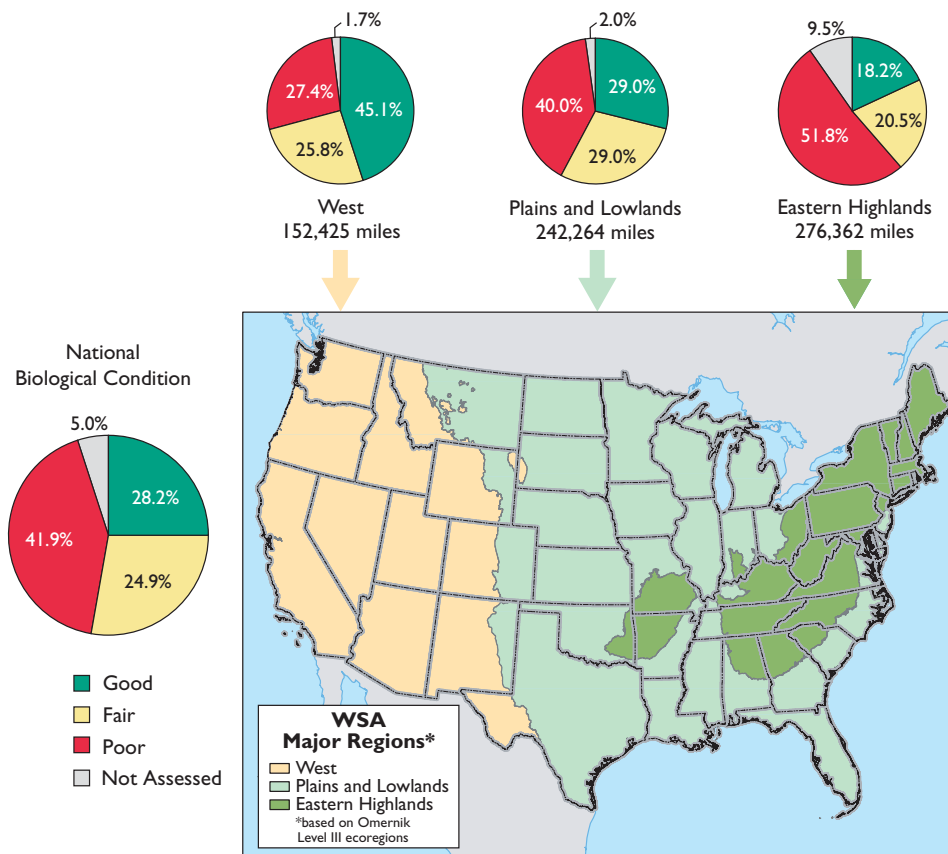 1.7%
27.4%
45.1%
25.8%
West
152,425 miles
2.0%
40.0%
29.0%
29.0%
Plains and Lowlands
242,264 miles
9.5%
18.2%
51.8%
20.5%
Eastern Highlands
276,362 miles
National
Biological Condition
5.0%
28.2%
41.9%
24.9%
Good
Fair
Poor
Not Assessed
WSA
Major Regions*
West
Plains and Lowlands
Eastern Highlands
*based on Omernik
Level III ecoregions